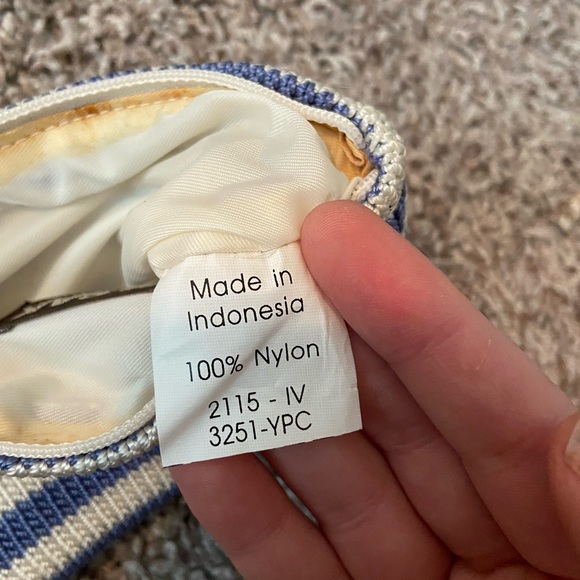 Made in
Indonesia
100% Nylon
2115 - IV
3251-YPC